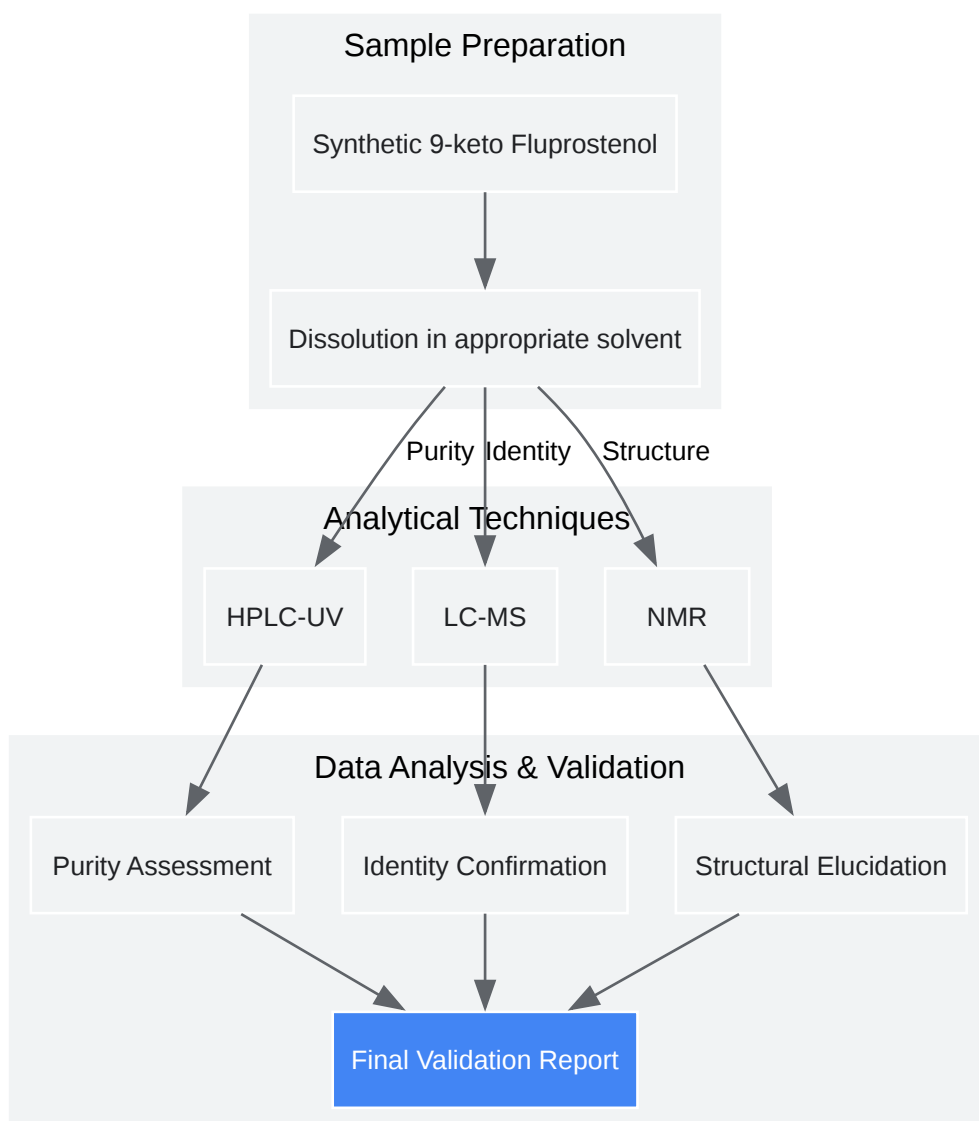 Sample Preparation
Synthetic 9-keto Fluprostenol
Dissolution in appropriate solvent
Purity
Identity
Structure
Analytical Techniques
HPLC-UV
LC-MS
NMR
Data Analysis & Validation
Purity Assessment
Identity Confirmation
Structural Elucidation
Final Validation Report